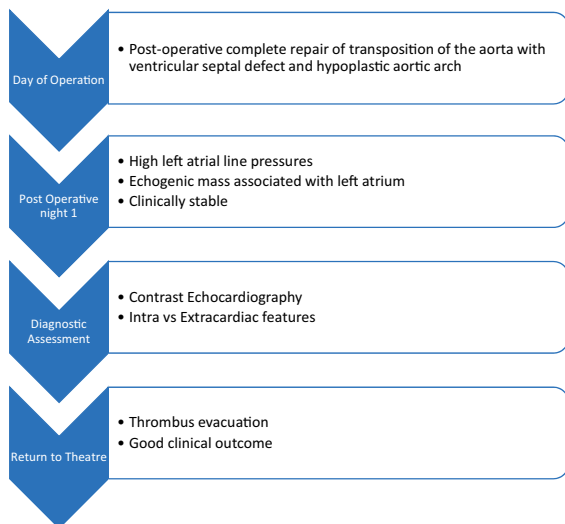 Day of Operation
• Post-operative complete repair of transposition of the aorta with
ventricular septal defect and hypoplastic aortic arch
Post Operative
night 1
• High left atrial line pressures
• Echogenic mass associated with left atrium
• Clinically stable
Diagnostic
Assessment
• Contrast Echocardiography
• Intra vs Extracardiac features
Return to Theatre
• Thrombus evacuation
• Good clinical outcome